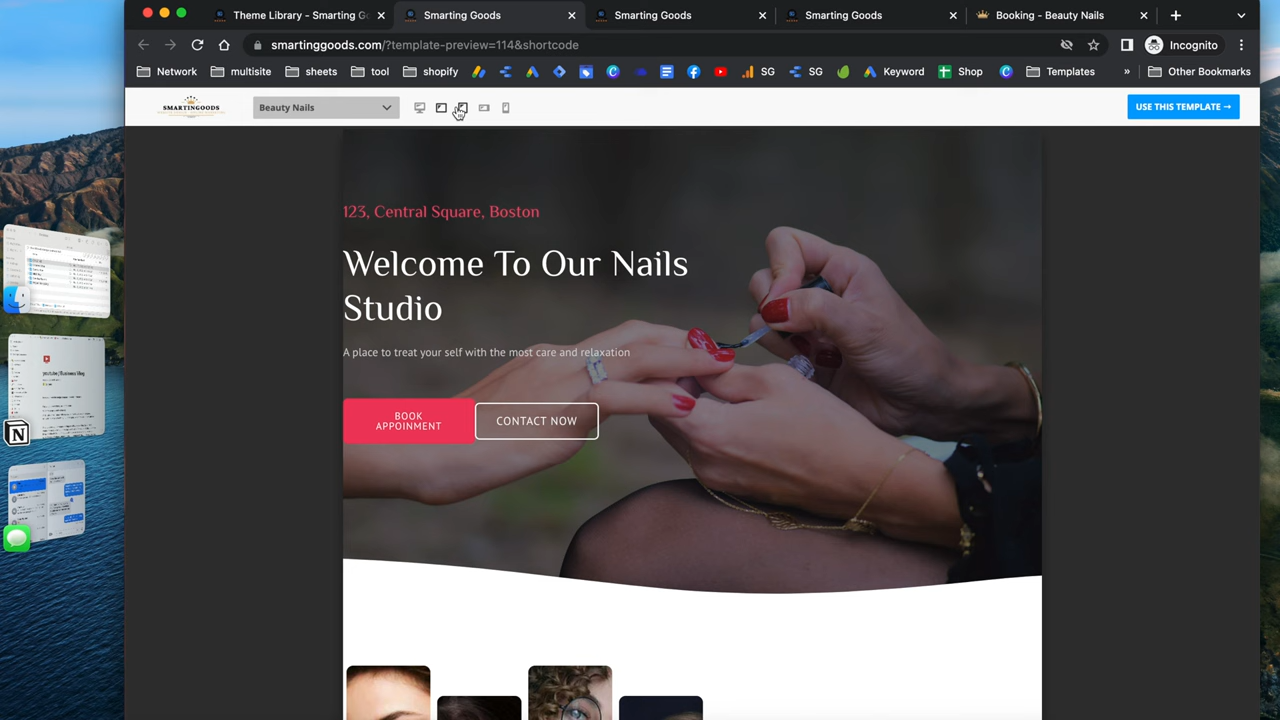 Theme Library - Smarting Go
Smarting Goods
Smarting Goods
Smarting Goods
Booking - Beauty Nails
smartinggoods.com/?template-preview=114&shortcode
Incognito
Network
multisite
sheets
tool
shopify
SG
SG
Keyword
Shop
Templates
»
Other Bookmarks
SMARTINGOODS
Beauty Nails
USE THIS TEMPLATE →
123, Central Square, Boston
Welcome To Our Nails
Studio
A place to treat your self with the most care and relaxation
BOOK
APPOINMENT
CONTACT NOW